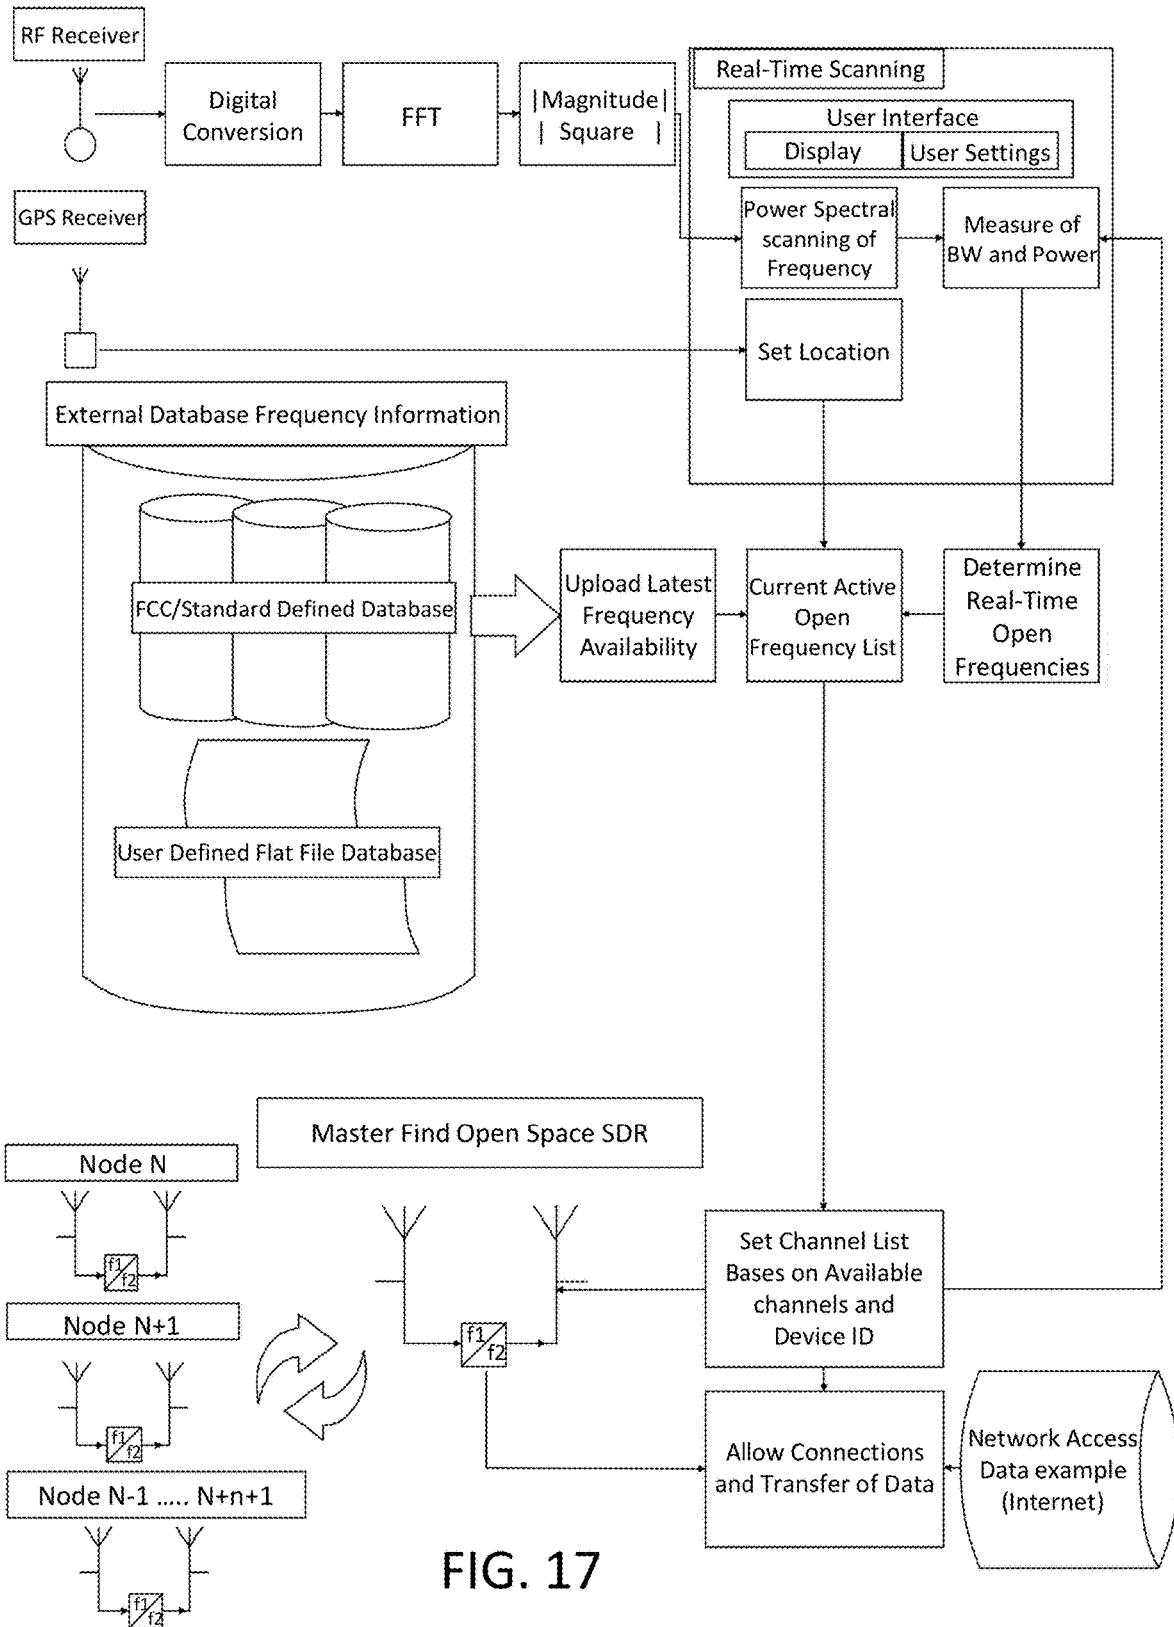 RF Receiver
Digital
Conversion
FFT
|Magnitude|
| Square |
Real-Time Scanning
User Interface
Display
User Settings
GPS Receiver
Power Spectral
scanning of
Frequency
Measure of
BW and Power
Set Location
External Database Frequency Information
FCC/Standard Defined Database
Upload Latest
Frequency
Availability
Current Active
Open
Frequency List
Determine
Real-Time
Open
Frequencies
User Defined Flat File Database
Master Find Open Space SDR
Node N
f1
f2
Node N+1
f1
f2
Node N-1 ..... N+n+1
f1
f2
f1
f2
Set Channel List
Bases on Available
channels and
Device ID
Allow Connections
and Transfer of Data
Network Access
Data example
(Internet)
FIG. 17